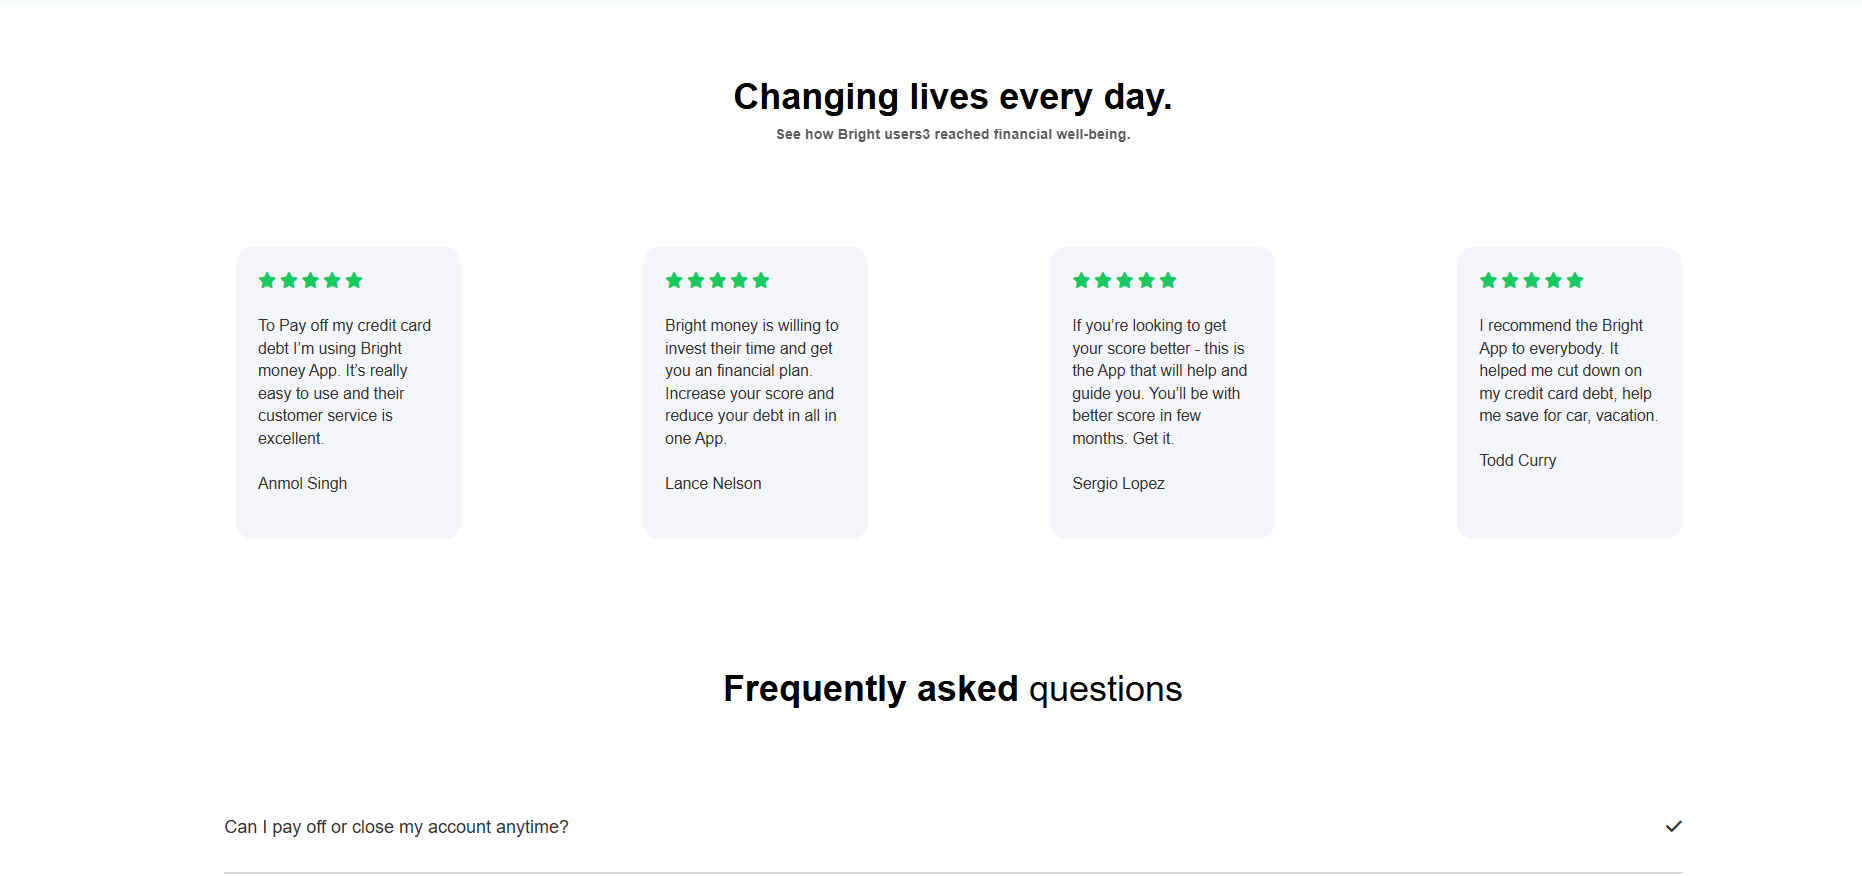 Changing lives every day.
See how Bright users3 reached financial well-being.
To Pay off my credit card
debt I’m using Bright
money App. It’s really
easy to use and their
customer service is
excellent.
Anmol Singh
Bright money is willing to
invest their time and get
you an financial plan.
Increase your score and
reduce your debt in all in
one App.
Lance Nelson
If you’re looking to get
your score better - this is
the App that will help and
guide you. You’ll be with
better score in few
months. Get it.
Sergio Lopez
I recommend the Bright
App to everybody. It
helped me cut down on
my credit card debt, help
me save for car, vacation.
Todd Curry
Frequently asked questions
Can I pay off or close my account anytime?